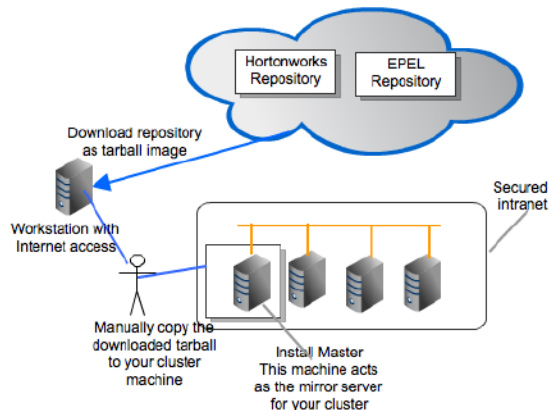 Hortonworks
Repository
EPEL
Repository
Download repository
as tarball image
Workstation with
Internet access
Secured
intranet
Manually copy the
downloaded tarball
to your cluster
machine
Install Master
This machine acts
as the mirror server
for your cluster